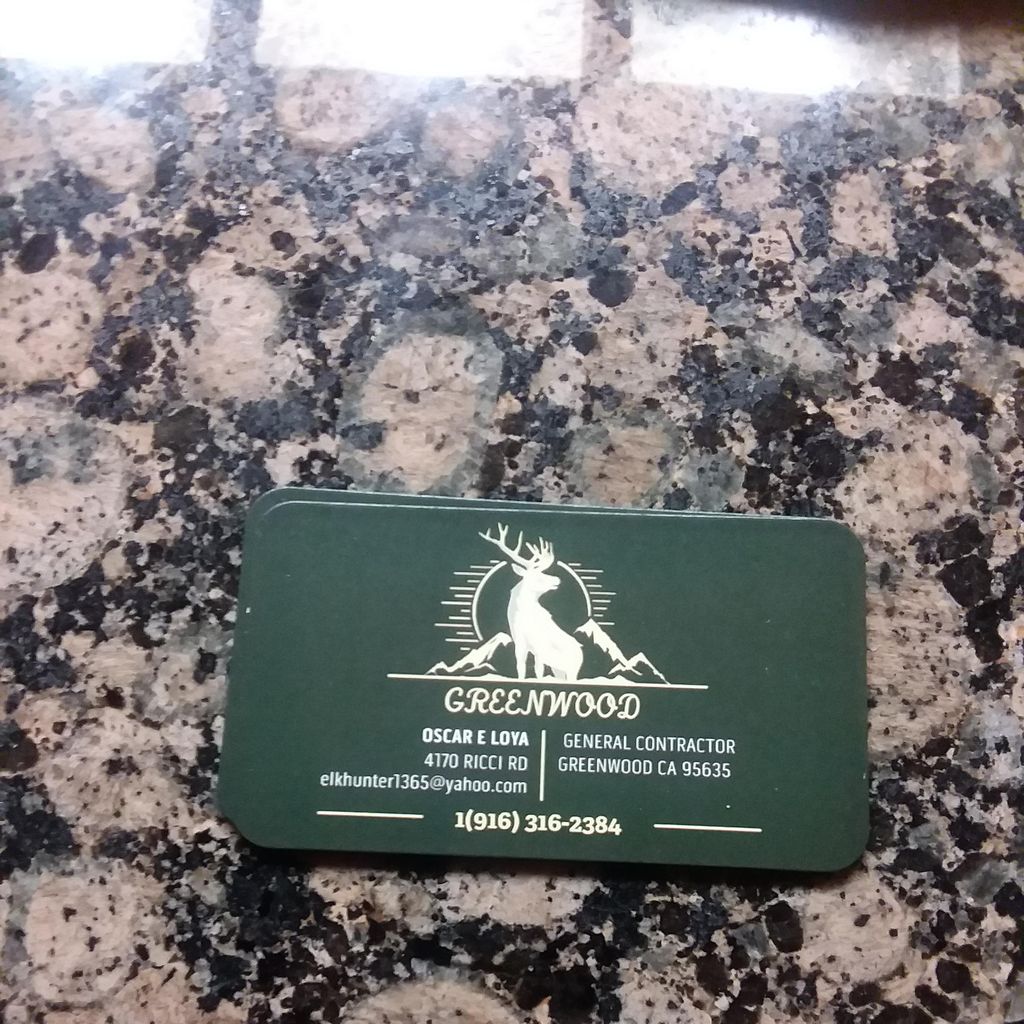 GREENWOOD
OSCAR E LOYA
4170 RICCI RD
elkhunter1365@yahoo.com
GENERAL CONTRACTOR
GREENWOOD CA 95635
1(916) 316-2384